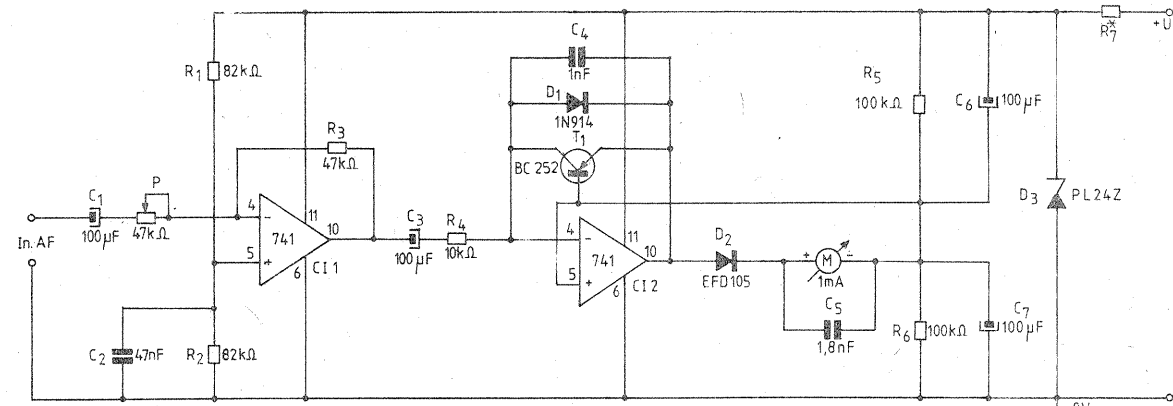 R7*
+U
R1
82kΩ
C4
1nF
D1
1N914
T1
BC 252
R5
100kΩ
C6
100μF
R3
47kΩ
D3
PL24Z
C1
100μF
P
47kΩ
In. AF
4
-
5
+
741
11
10
6
CI 1
C3
100μF
R4
10kΩ
4
-
5
+
741
11
10
6
CI 2
D2
EFD105
+
M
-
1mA
C5
1,8nF
C2
47nF
R2
82kΩ
R6
100kΩ
C7
100μF